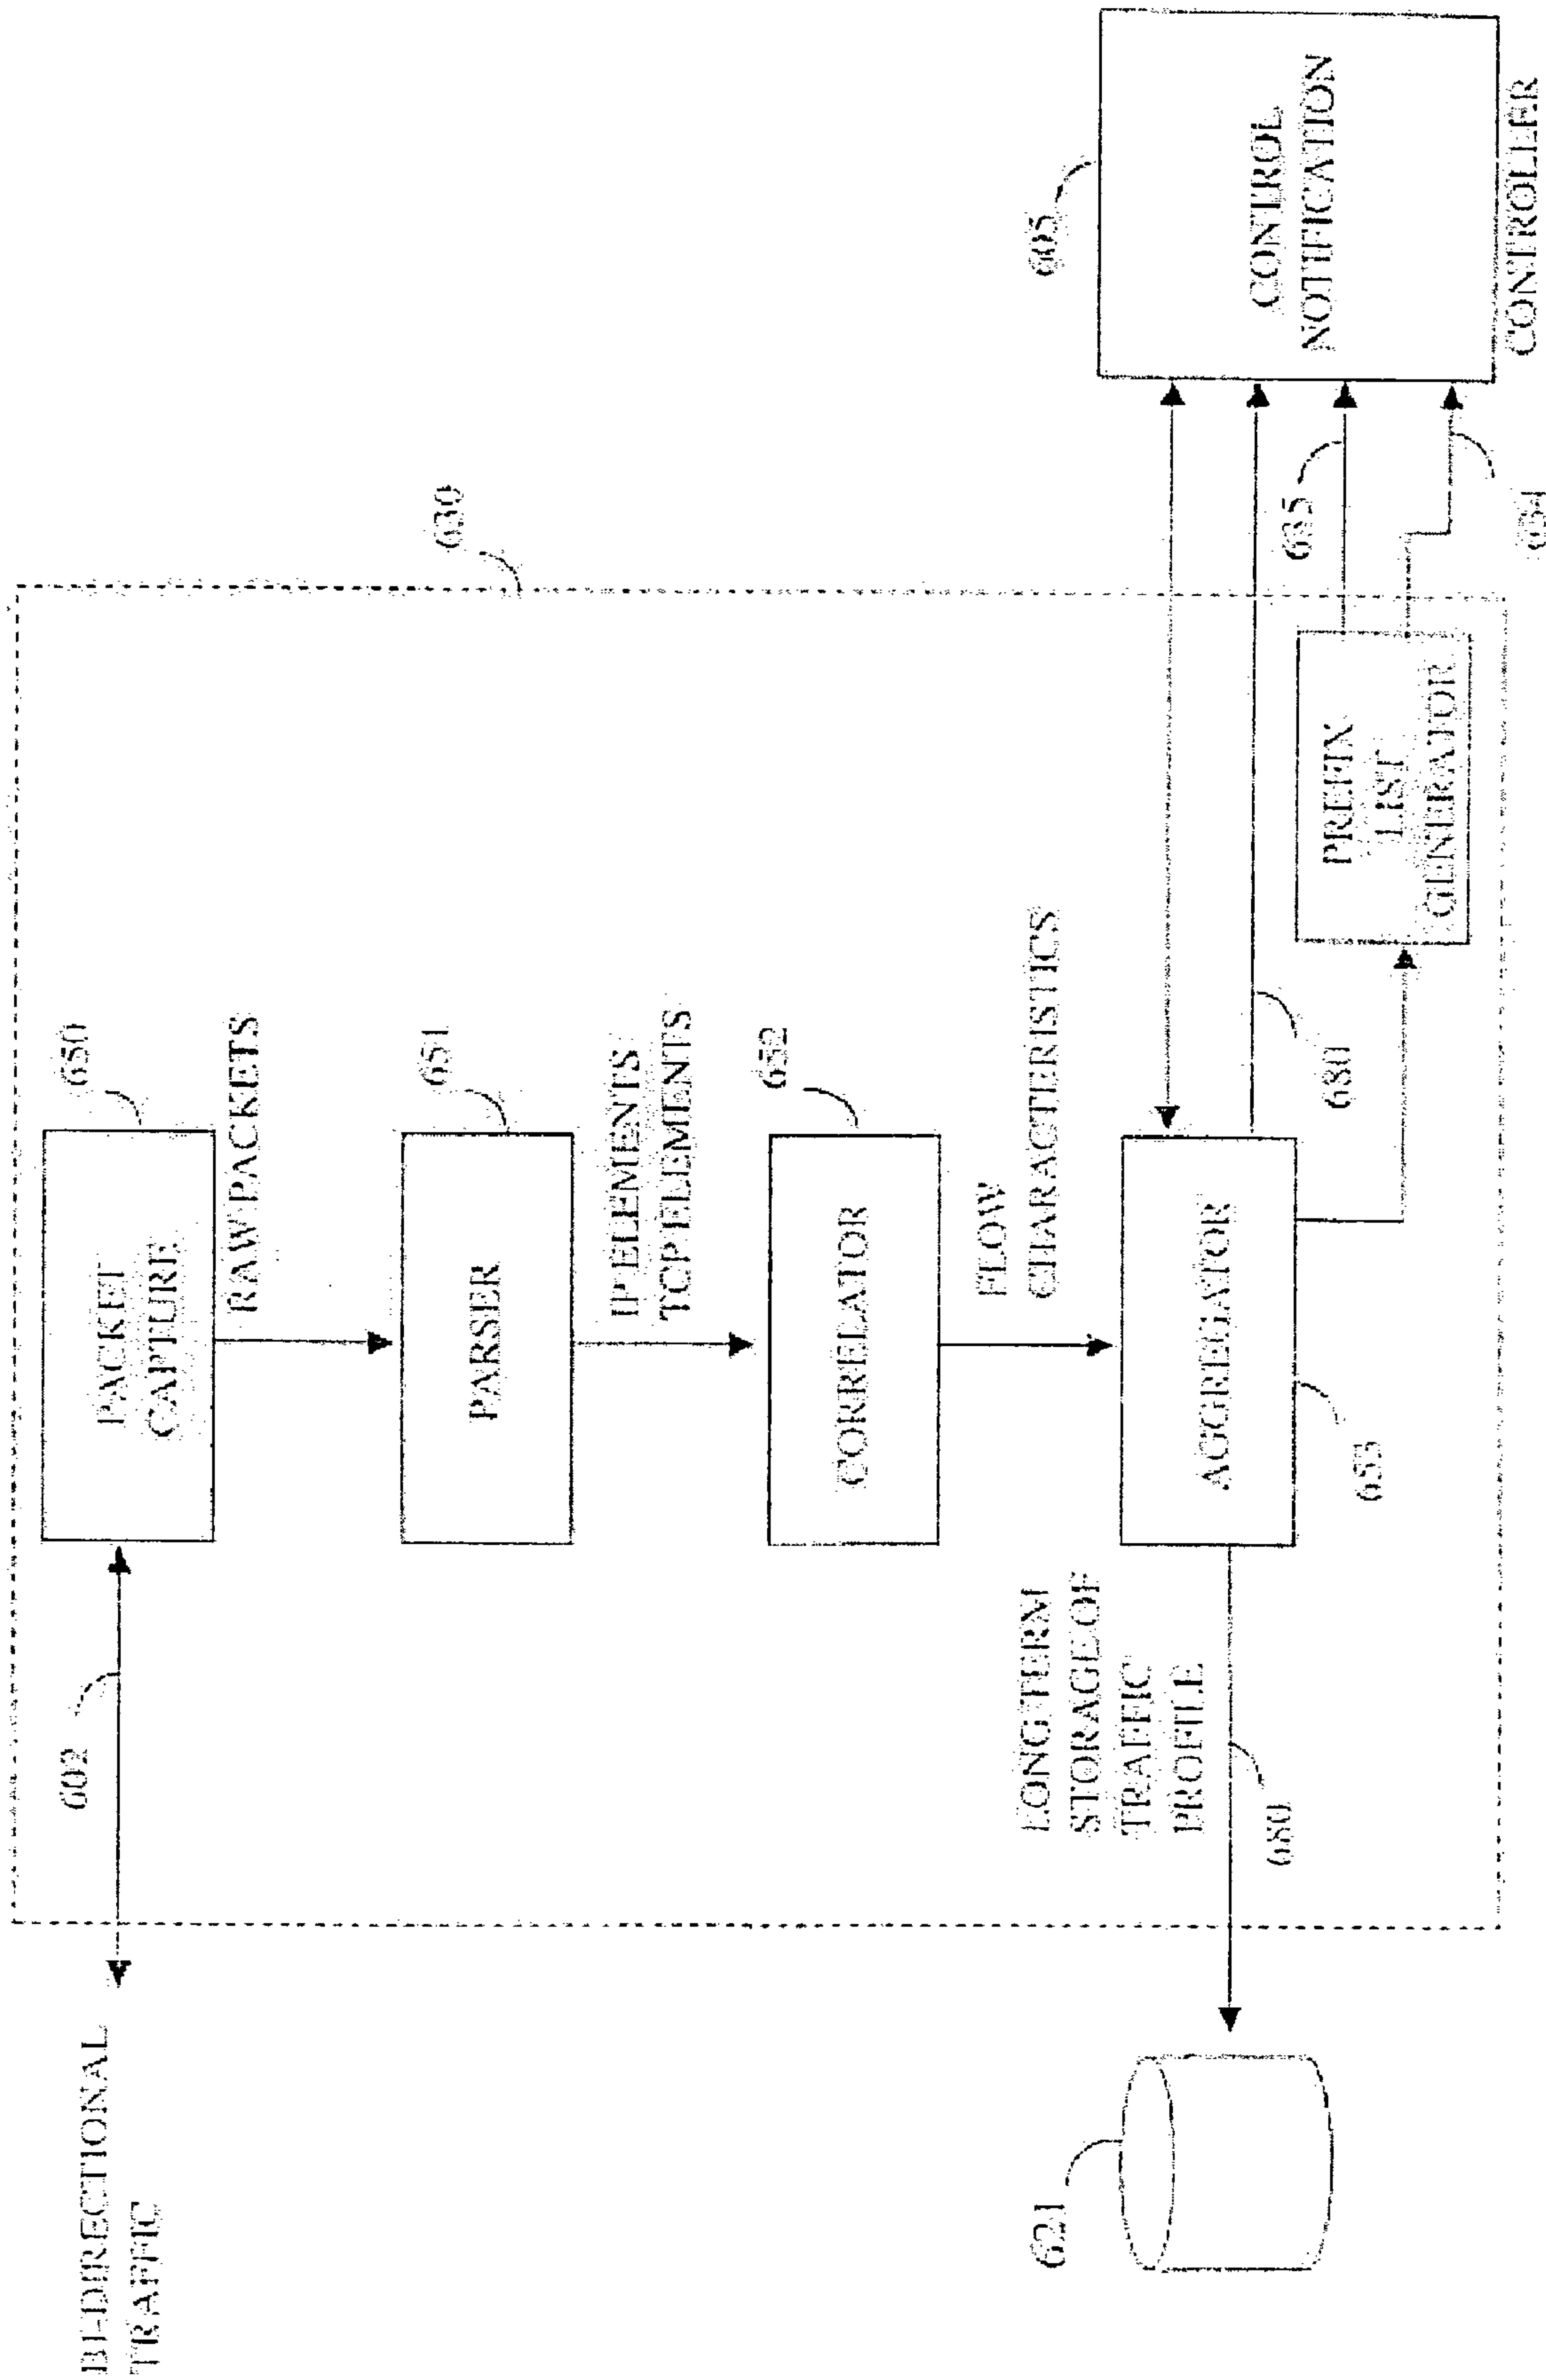 BI-DIRECTIONAL
TRAFFIC
602
PACKET
CAPTURE
650
RAW PACKETS
630
PARSER
651
IP ELEMENTS
TCP ELEMENTS
CORRELATOR
652
FLOW
CHARACTERISTICS
621
LONG TERM
STORAGE OF
TRAFFIC
PROFILE
680
AGGREGATOR
653
680
PREFIX
LIST
GENERATOR
605
CONTROL
NOTIFICATION
CONTROLLER